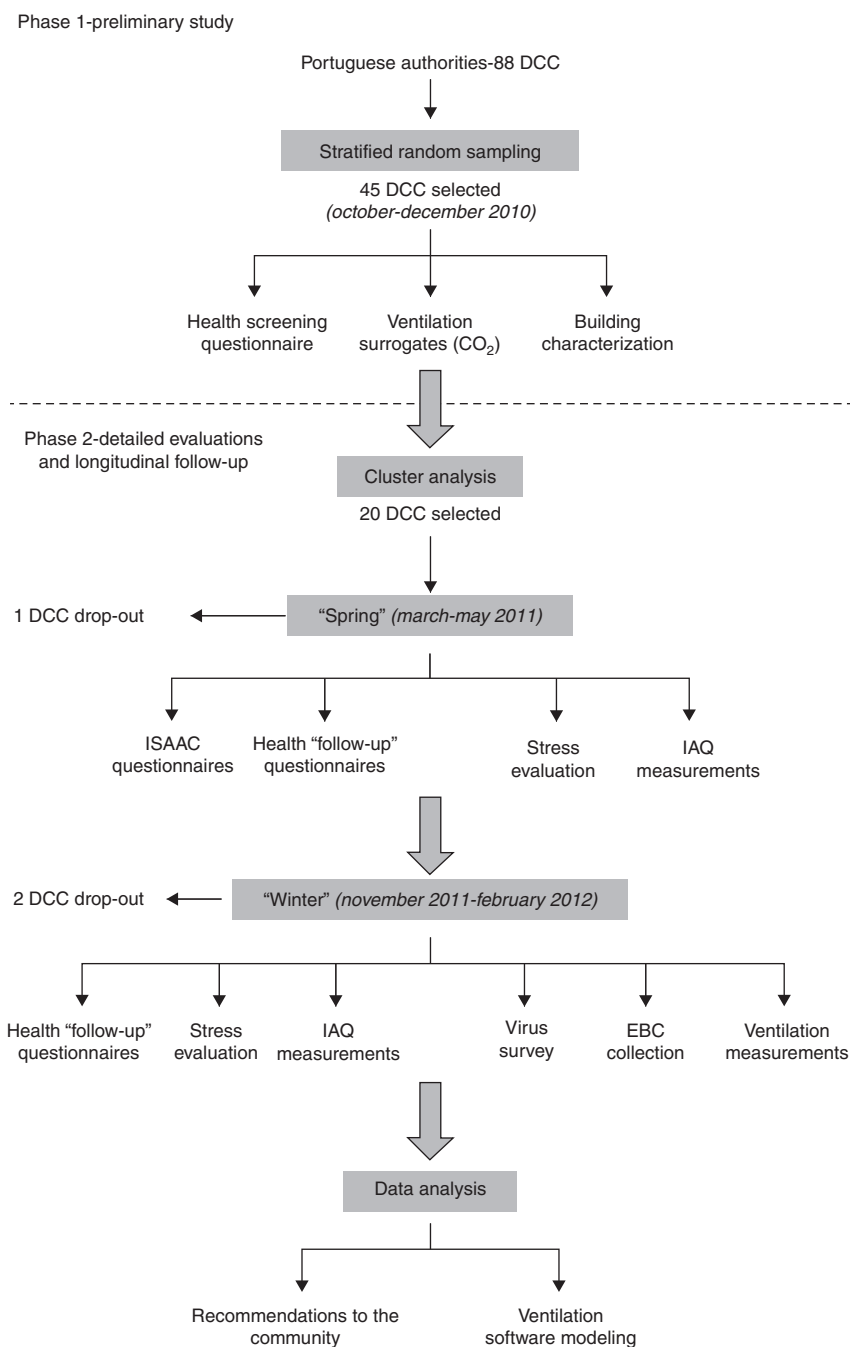 Phase 1-preliminary study
Portuguese authorities-88 DCC
Stratified random sampling
45 DCC selected
(october-december 2010)
Health screening
questionnaire
Ventilation
surrogates (CO₂)
Building
characterization
Phase 2-detailed evaluations
and longitudinal follow-up
Cluster analysis
20 DCC selected
1 DCC drop-out
“Spring” (march-may 2011)
ISAAC
questionnaires
Health “follow-up”
questionnaires
Stress
evaluation
IAQ
measurements
2 DCC drop-out
“Winter” (november 2011-february 2012)
Health “follow-up”
questionnaires
Stress
evaluation
IAQ
measurements
Virus
survey
EBC
collection
Ventilation
measurements
Data analysis
Recommendations to the
community
Ventilation
software modeling